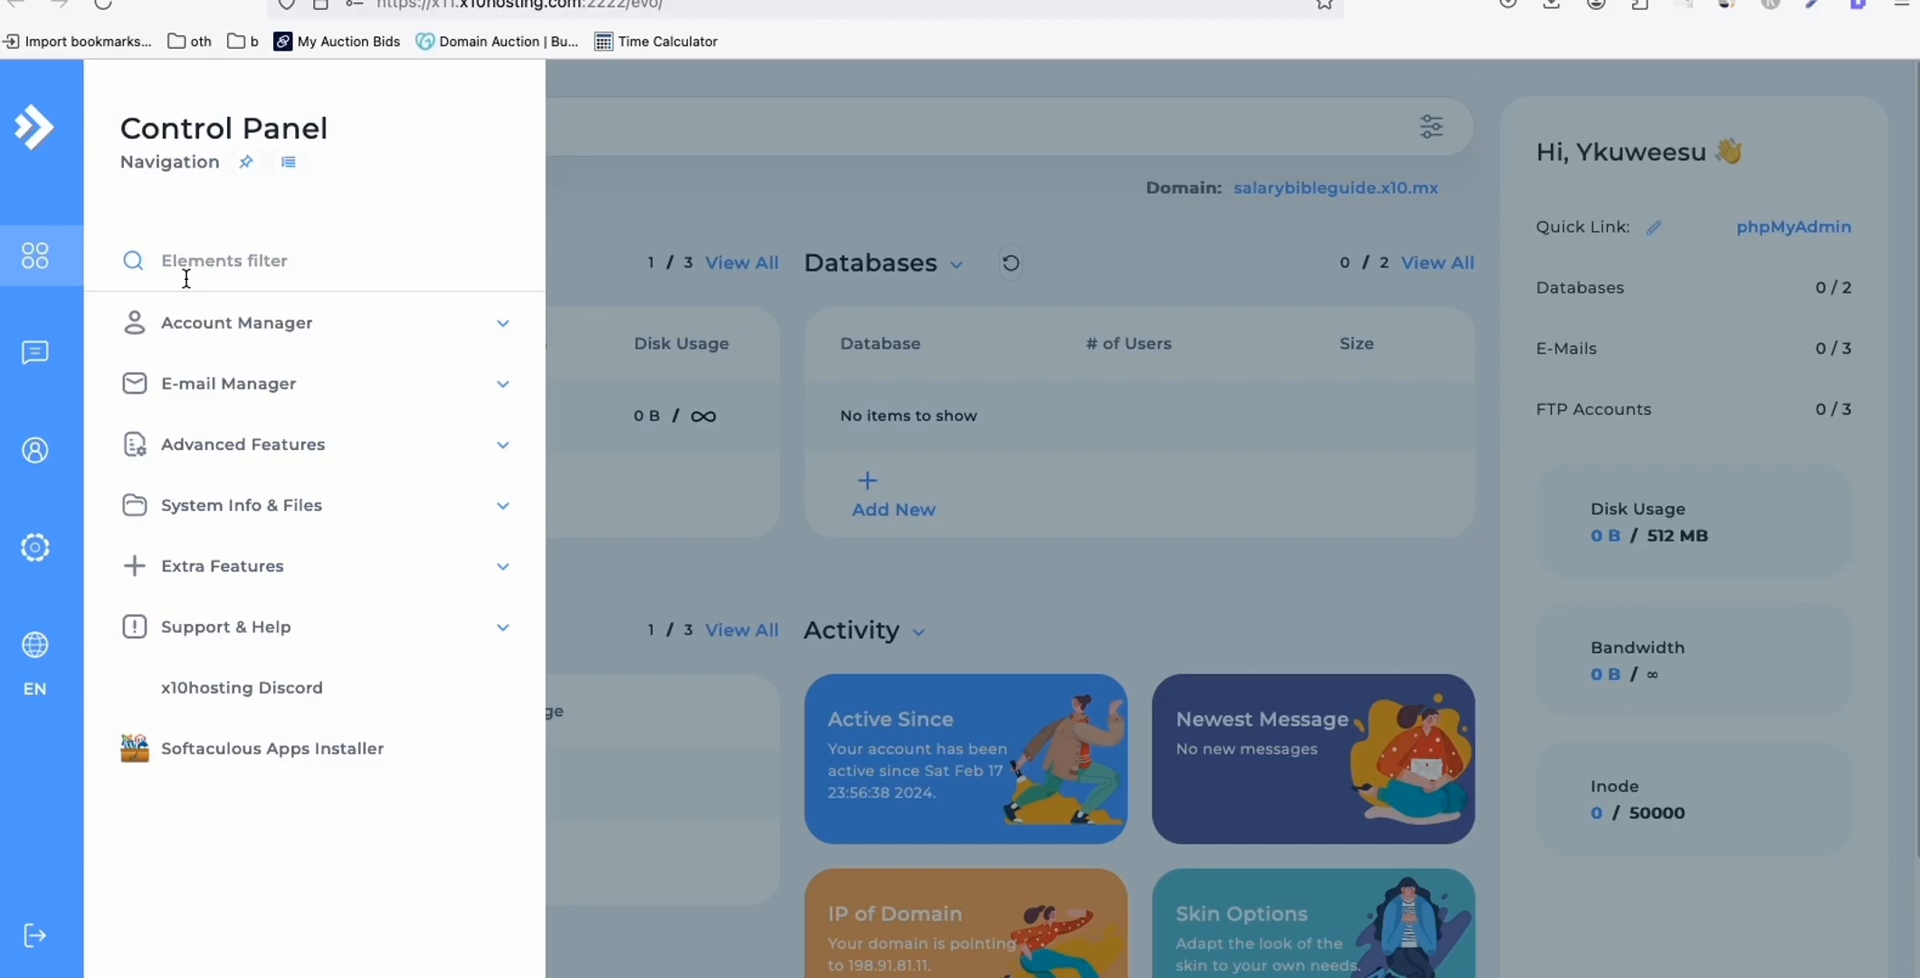 https://x11.x10hosting.com:2222/evo/
Import bookmarks...
oth
b
My Auction Bids
Domain Auction | Bu...
Time Calculator
Control Panel
Navigation
Elements filter
Account Manager
E-mail Manager
Advanced Features
System Info & Files
Extra Features
Support & Help
x10hosting Discord
Softaculous Apps Installer
EN
Domain: salarybibleguide.x10.mx
1 / 3 View All
Disk Usage
0 B / ∞
Databases
0 / 2 View All
Database # of Users Size
No items to show
+
Add New
1 / 3 View All
ge
Activity
Active Since
Your account has been
active since Sat Feb 17
23:56:38 2024.
Newest Message
No new messages
IP of Domain
Your domain is pointing
to 198.91.81.11.
Skin Options
Adapt the look of the
skin to your own needs.
Hi, Ykuweesu 👋
Quick Link: phpMyAdmin
Databases 0 / 2
E-Mails 0 / 3
FTP Accounts 0 / 3
Disk Usage
0 B / 512 MB
Bandwidth
0 B / ∞
Inode
0 / 50000